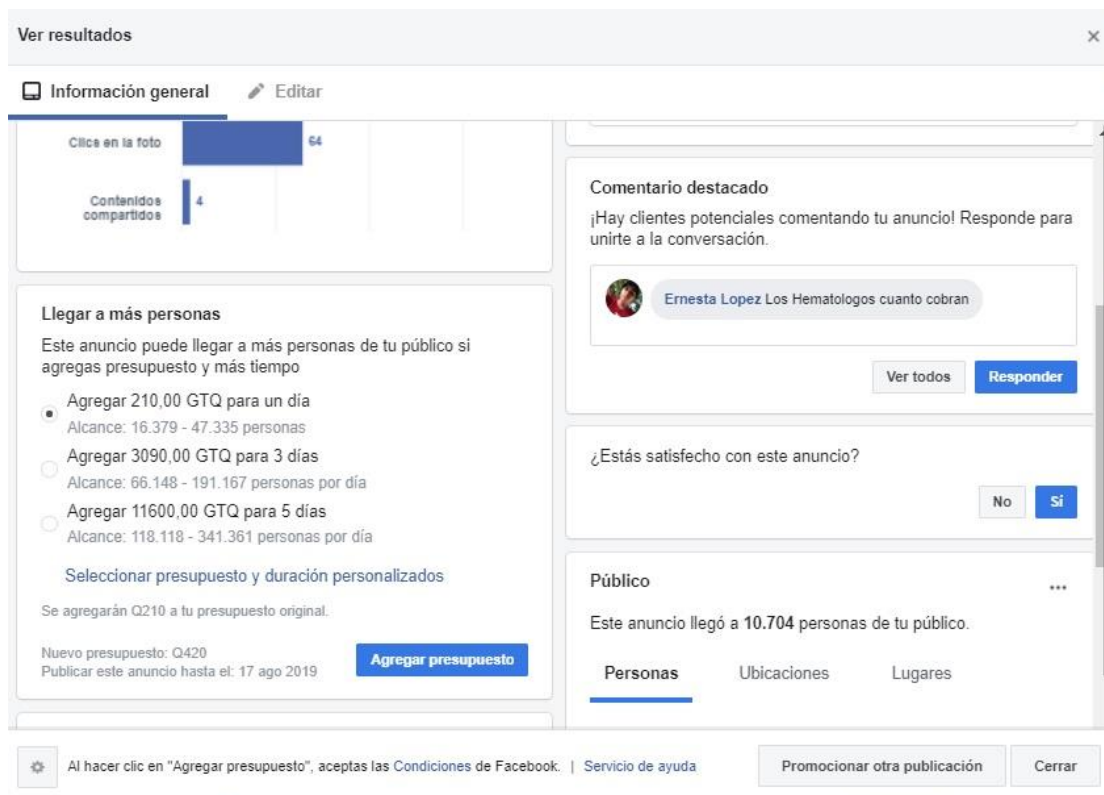 Ver resultados
Información general
Editar
Clics en la foto
64
Contenidos
compartidos
4
Llegar a más personas
Este anuncio puede llegar a más personas de tu público si
agregas presupuesto y más tiempo
Agregar 210,00 GTQ para un día
Alcance: 16.379 - 47.335 personas
Agregar 3090,00 GTQ para 3 días
Alcance: 66.148 - 191.167 personas por día
Agregar 11600,00 GTQ para 5 días
Alcance: 118.118 - 341.361 personas por día
Seleccionar presupuesto y duración personalizados
Se agregarán Q210 a tu presupuesto original.
Nuevo presupuesto: Q420
Publicar este anuncio hasta el: 17 ago 2019
Agregar presupuesto
Comentario destacado
¡Hay clientes potenciales comentando tu anuncio! Responde para
unirte a la conversación.
Ernesta Lopez Los Hematologos cuanto cobran
Ver todos
Responder
¿Estás satisfecho con este anuncio?
No
Sí
Público
Este anuncio llegó a 10.704 personas de tu público.
Personas
Ubicaciones
Lugares
Al hacer clic en "Agregar presupuesto", aceptas las Condiciones de Facebook. | Servicio de ayuda
Promocionar otra publicación
Cerrar